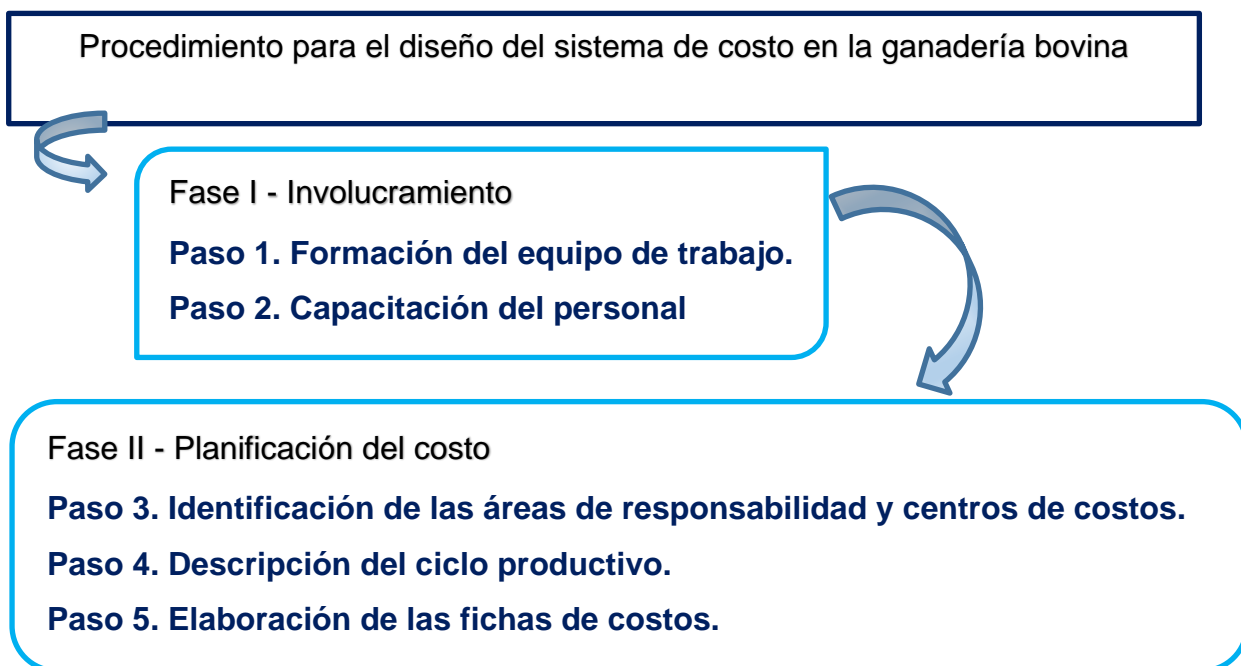 Procedimiento para el diseño del sistema de costo en la ganadería bovina
Fase I - Involucramiento
Paso 1. Formación del equipo de trabajo.
Paso 2. Capacitación del personal
Fase II - Planificación del costo
Paso 3. Identificación de las áreas de responsabilidad y centros de costos.
Paso 4. Descripción del ciclo productivo.
Paso 5. Elaboración de las fichas de costos.